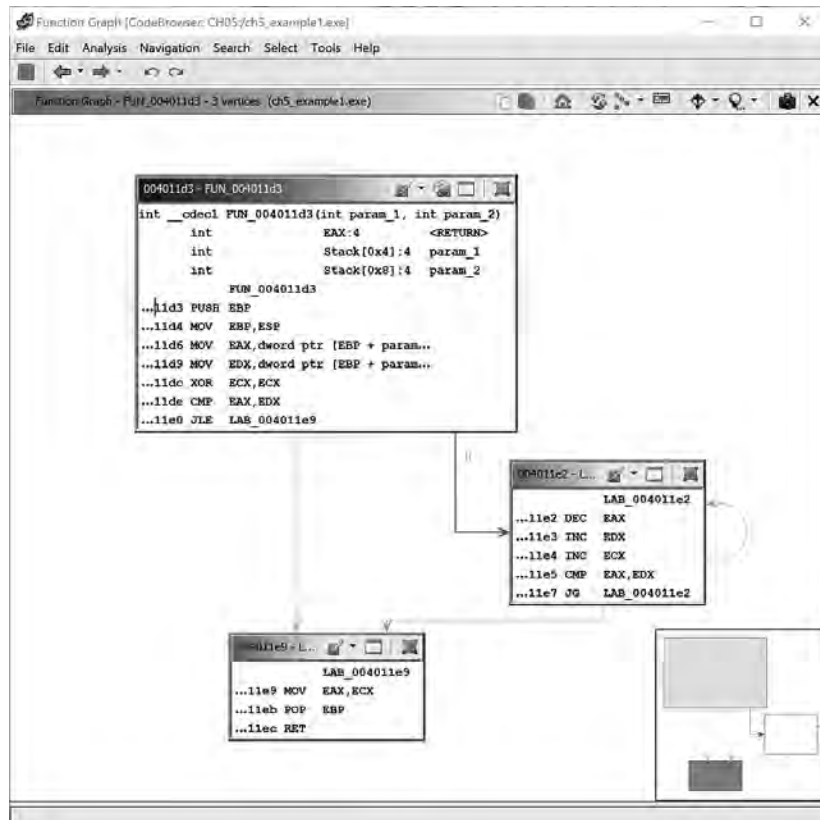 Function Graph [CodeBrowser: CH05:/ch5_example1.exe]
File Edit Analysis Navigation Search Select Tools Help
Function Graph - FUN_004011d3 - 3 vertices (ch5_example1.exe)
004011d3 - FUN_004011d3
int __cdecl FUN_004011d3(int param_1, int param_2)
int EAX:4 <RETURN>
int Stack[0x4]:4 param_1
int Stack[0x8]:4 param_2
FUN_004011d3
...11d3 PUSH EBP
...11d4 MOV EBP,ESP
...11d6 MOV EAX,dword ptr [EBP + param...
...11d9 MOV EDX,dword ptr [EBP + param...
...11dc XOR ECX,ECX
...11de CMP EAX,EDX
...11e0 JLE LAB_004011e9
004011e2 - L...
LAB_004011e2
...11e2 DEC EAX
...11e3 INC EDX
...11e4 INC ECX
...11e5 CMP EAX,EDX
...11e7 JG LAB_004011e2
004011e9 - L...
LAB_004011e9
...11e9 MOV EAX,ECX
...11eb POP EBP
...11ec RET